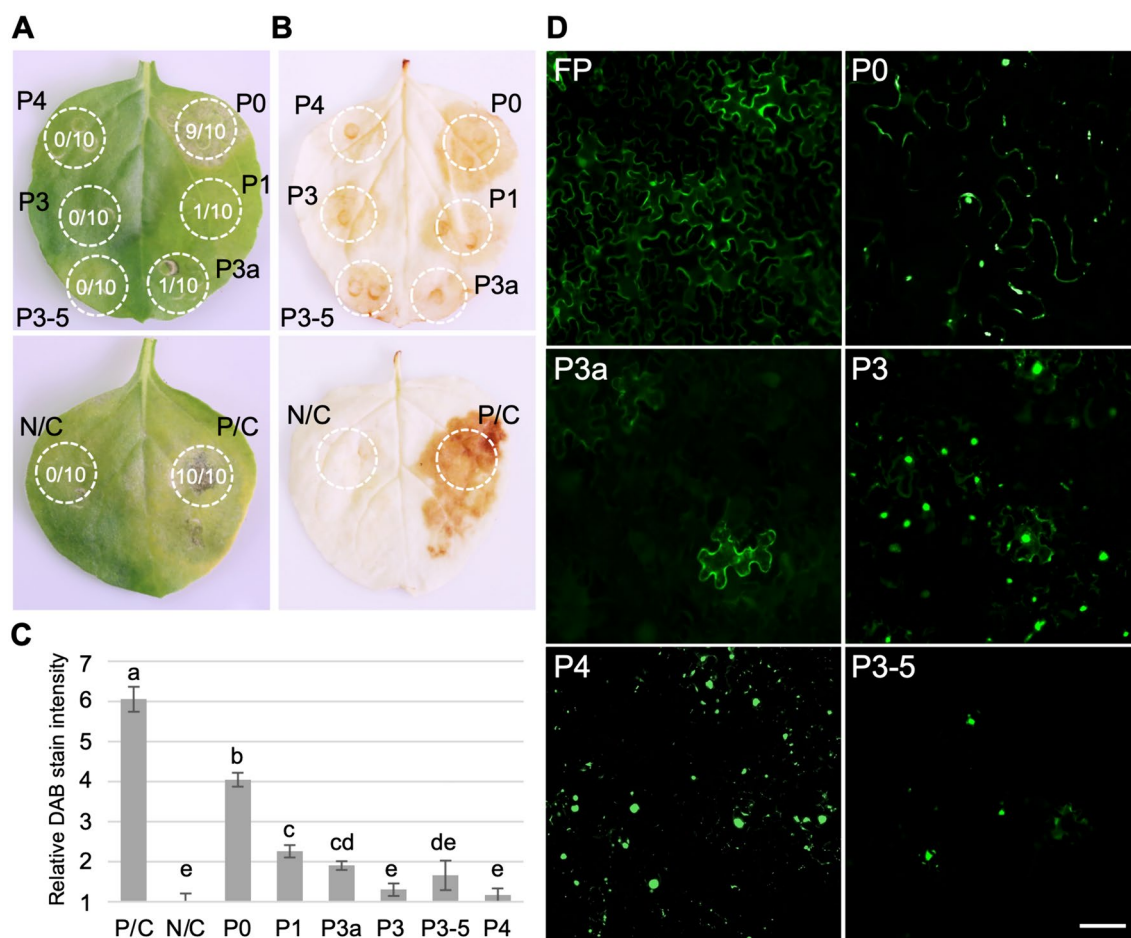 A
B
D
P4
P0
0/10
9/10
P3
P1
0/10
1/10
P3a
0/10
1/10
P3-5
P4
P0
P3
P1
P3a
P3-5
N/C
P/C
0/10
10/10
N/C
P/C
FP
P0
P3a
P3
P4
P3-5
C
Relative DAB stain intensity
7
6
5
4
3
2
1
a
e
b
c
cd
e
de
e
P/C
N/C
P0
P1
P3a
P3
P3-5
P4